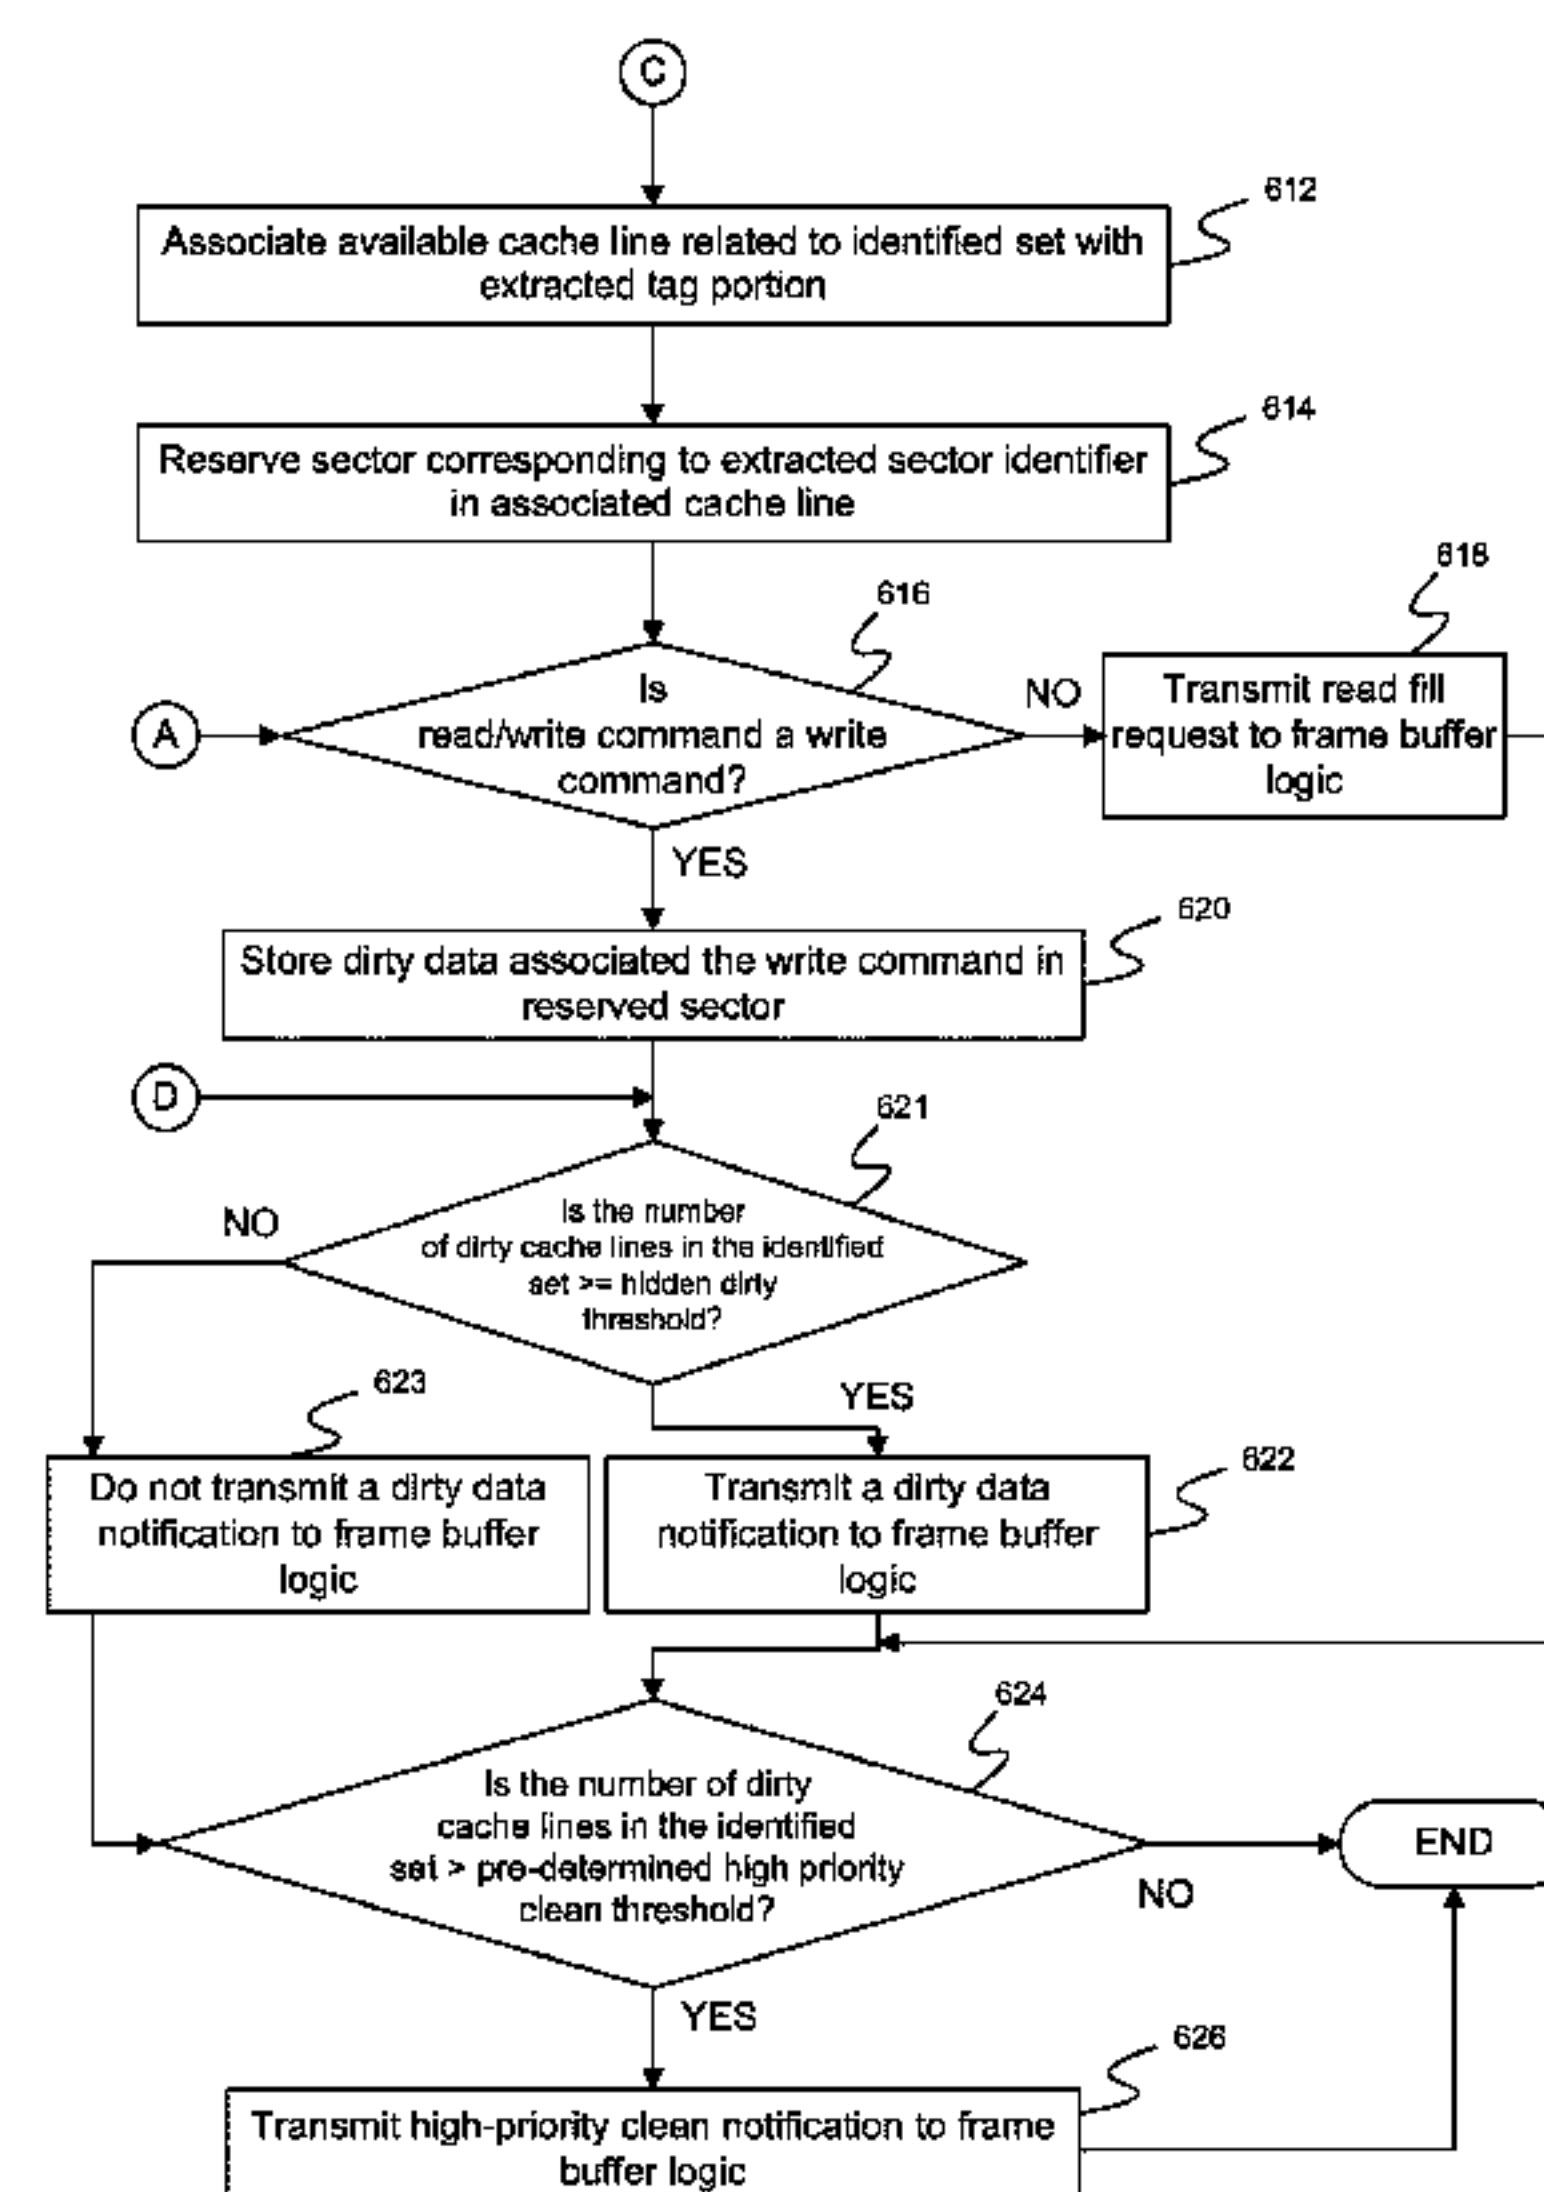 C
612
Associate available cache line related to identified set with
extracted tag portion
614
Reserve sector corresponding to extracted sector identifier
in associated cache line
616
618
A
Is
read/write command a write
command?
NO
Transmit read fill
request to frame buffer
logic
YES
620
Store dirty data associated the write command in
reserved sector
D
621
NO
Is the number
of dirty cache lines in the identified
set >= hidden dirty
threshold?
623
YES
622
Do not transmit a dirty data
notification to frame buffer
logic
Transmit a dirty data
notification to frame buffer
logic
624
Is the number of dirty
cache lines in the identified
set > pre-determined high priority
clean threshold?
END
NO
YES
626
Transmit high-priority clean notification to frame
buffer logic